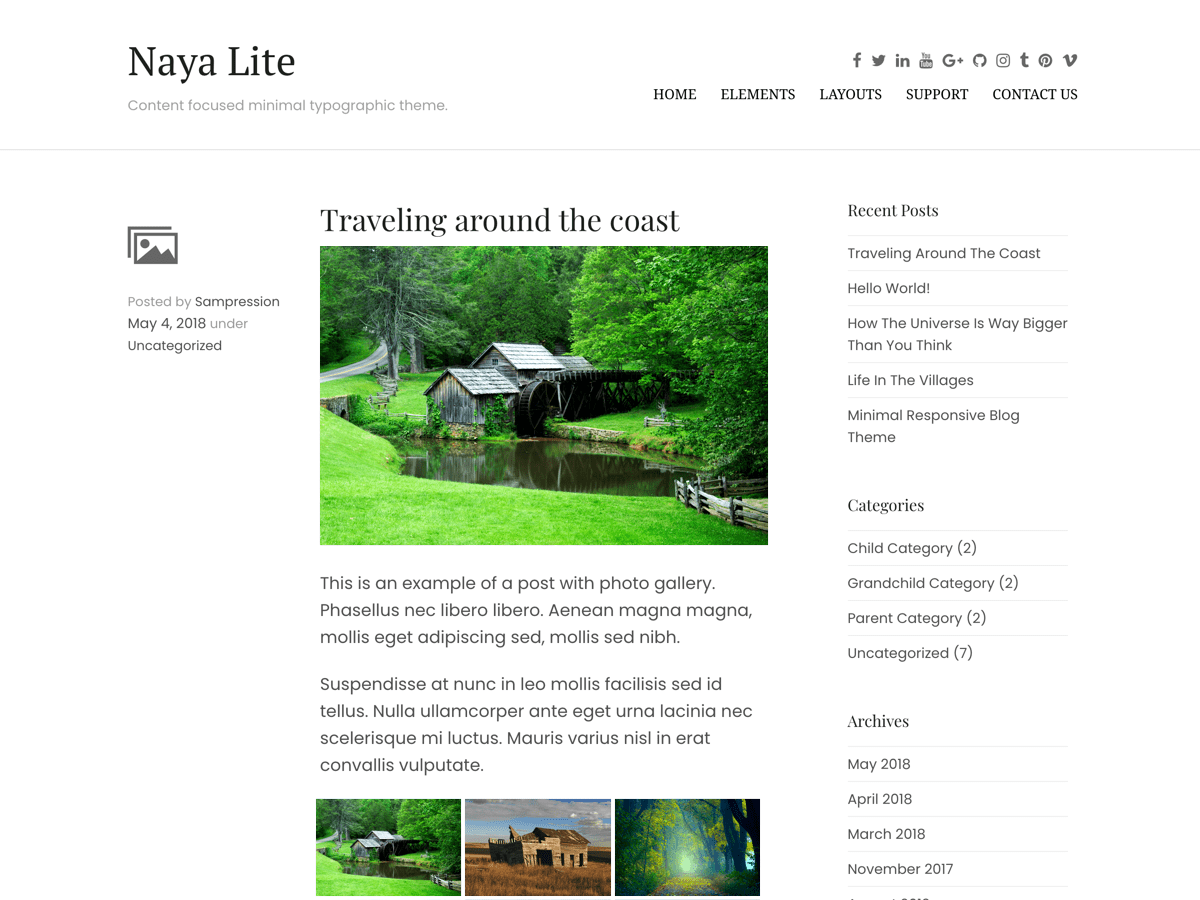 Naya Lite
Content focused minimal typographic theme.
HOME ELEMENTS LAYOUTS SUPPORT CONTACT US
Posted by Sampression
May 4, 2018 under
Uncategorized
Traveling around the coast
This is an example of a post with photo gallery.
Phasellus nec libero libero. Aenean magna magna,
mollis eget adipiscing sed, mollis sed nibh.
Suspendisse at nunc in leo mollis facilisis sed id
tellus. Nulla ullamcorper ante eget urna lacinia nec
scelerisque mi luctus. Mauris varius nisl in erat
convallis vulputate.
Recent Posts
Traveling Around The Coast
Hello World!
How The Universe Is Way Bigger
Than You Think
Life In The Villages
Minimal Responsive Blog
Theme
Categories
Child Category (2)
Grandchild Category (2)
Parent Category (2)
Uncategorized (7)
Archives
May 2018
April 2018
March 2018
November 2017